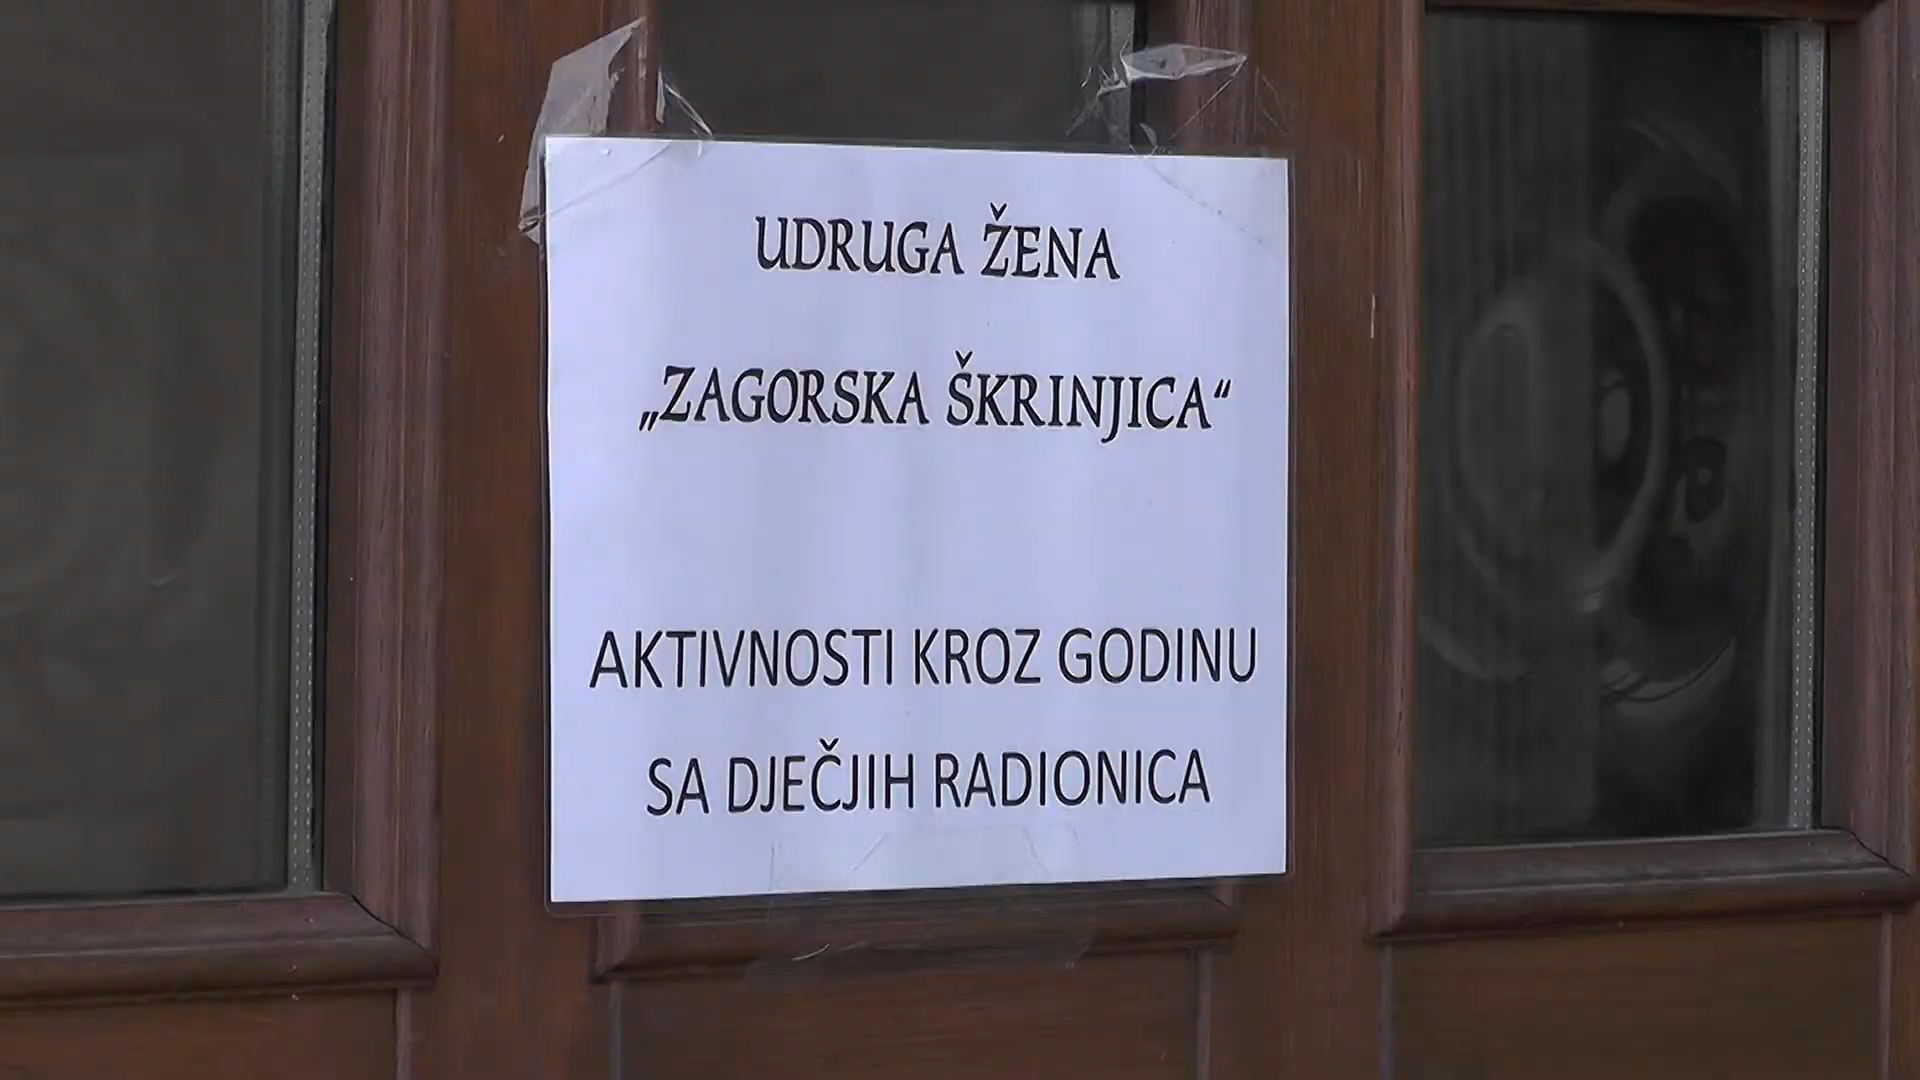 UDRUGA ŽENA
„ZAGORSKA ŠKRINJICA“
AKTIVNOSTI KROZ GODINU
SA DJEČJIH RADIONICA